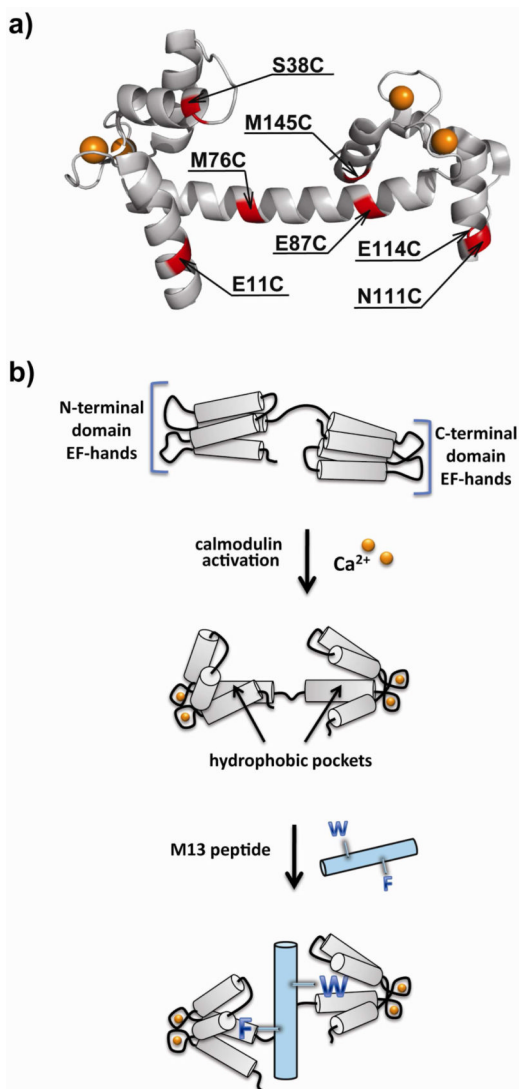 a)
S38C
M145C
M76C
E87C
E114C
E11C
N111C
b)
N-terminal
domain
EF-hands
C-terminal
domain
EF-hands
calmodulin
activation
Ca²⁺
hydrophobic pockets
M13 peptide
W
F
W
F